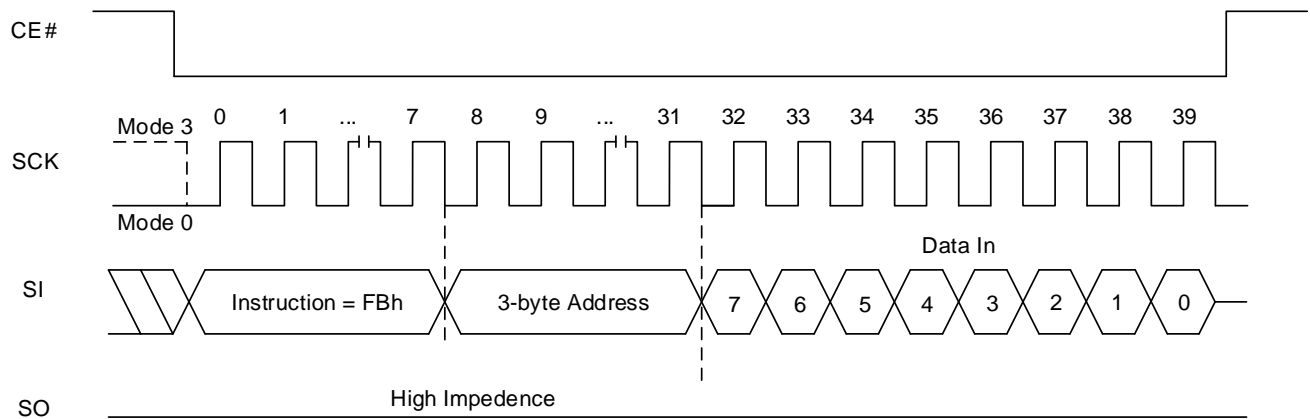 CE#
SCK
Mode 3
Mode 0
0 1 ... 7 8 9 ... 31 32 33 34 35 36 37 38 39
SI
Instruction = FBh
3-byte Address
Data In
7 6 5 4 3 2 1 0
SO
High Impedence